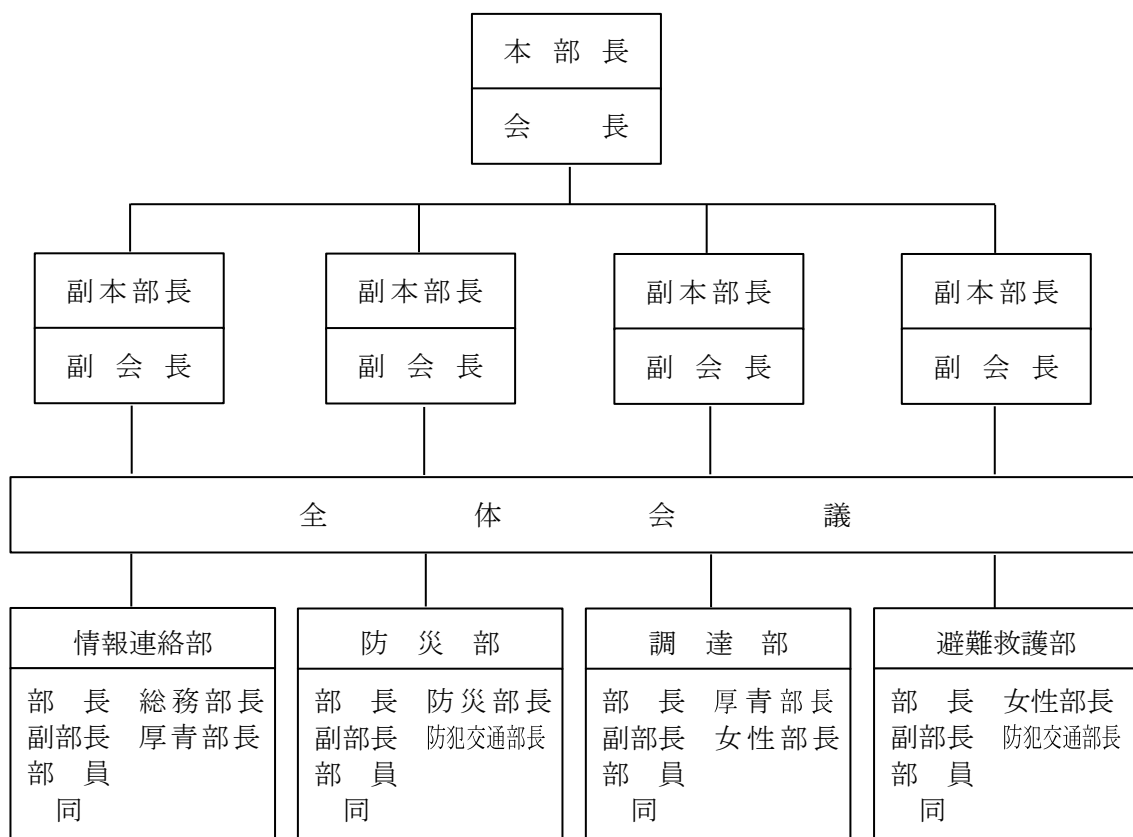 本部長
会長
副本部長
副会長
副本部長
副会長
副本部長
副会長
副本部長
副会長
全体会議
情報連絡部
部長 総務部長
副部長 厚青部長
部員
同
防災部
部長 防災部長
副部長 防犯交通部長
部員
同
調達部
部長 厚青部長
副部長 女性部長
部員
同
避難救護部
部長 女性部長
副部長 防犯交通部長
部員
同